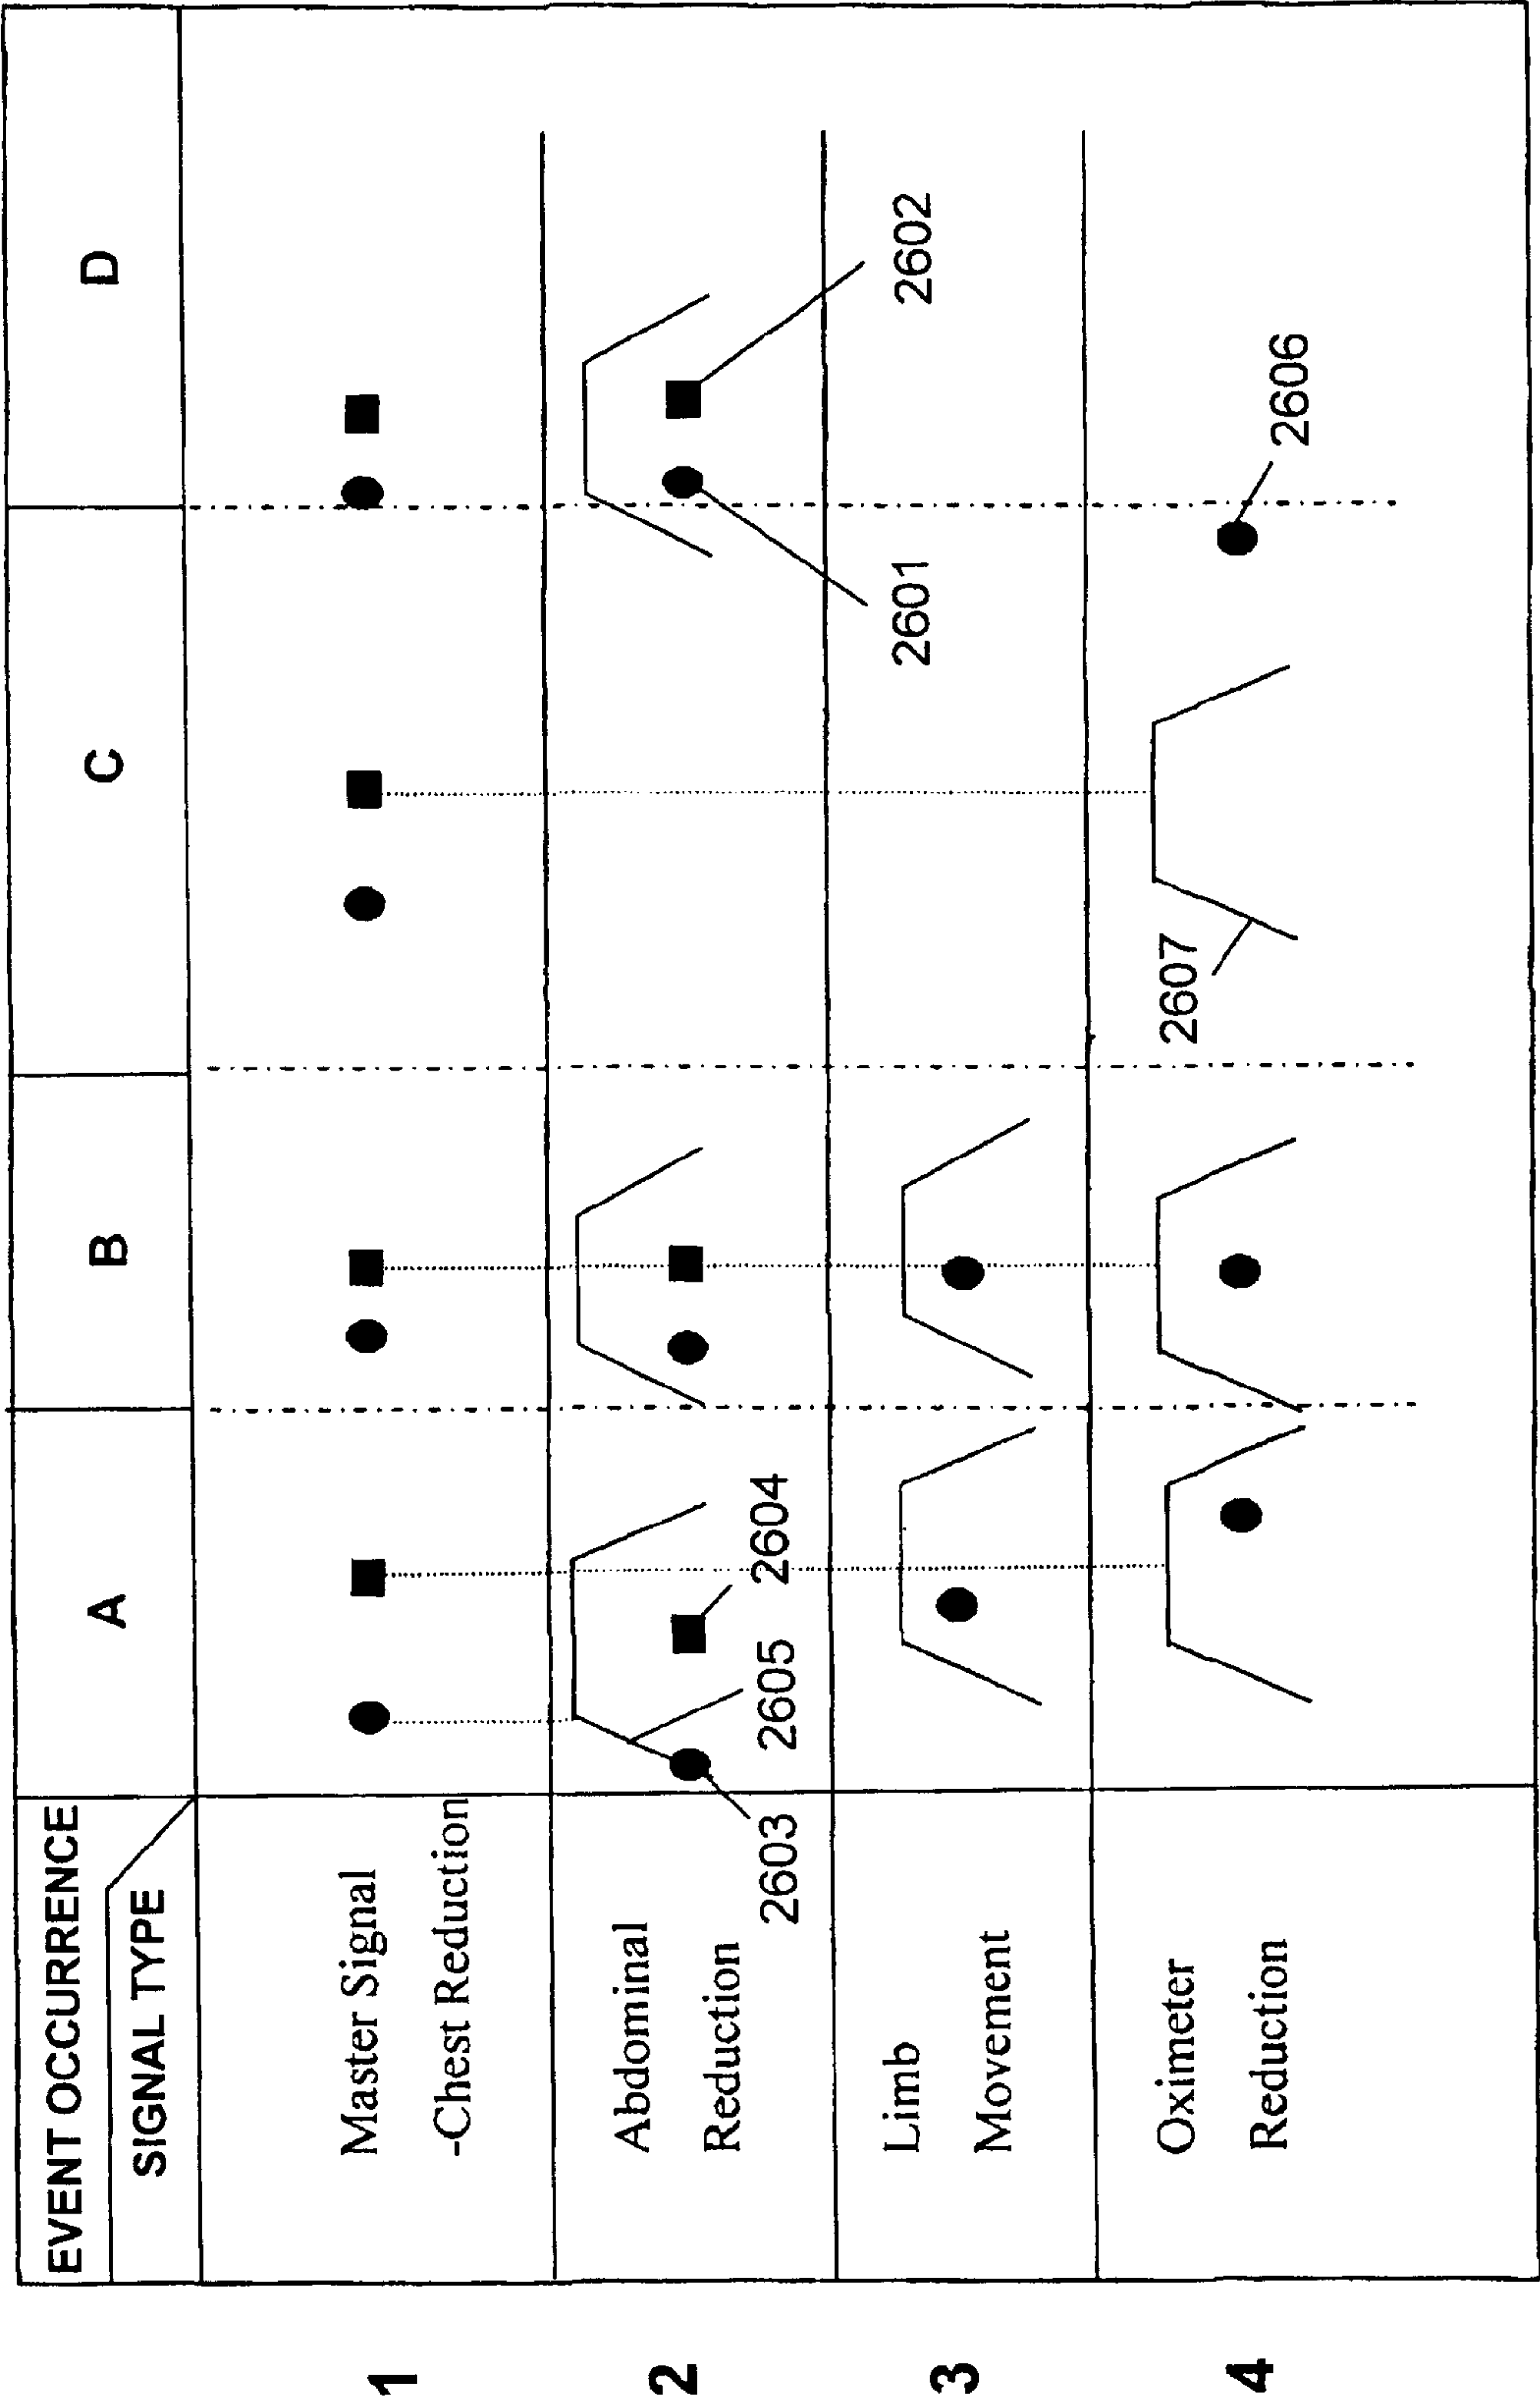 EVENT OCCURRENCE
SIGNAL TYPE
A
B
C
D
1
Master Signal
-Chest Reduction
2
Abdominal
Reduction
2603
2605
2604
2601
2602
3
Limb
Movement
4
Oximeter
Reduction
2607
2606